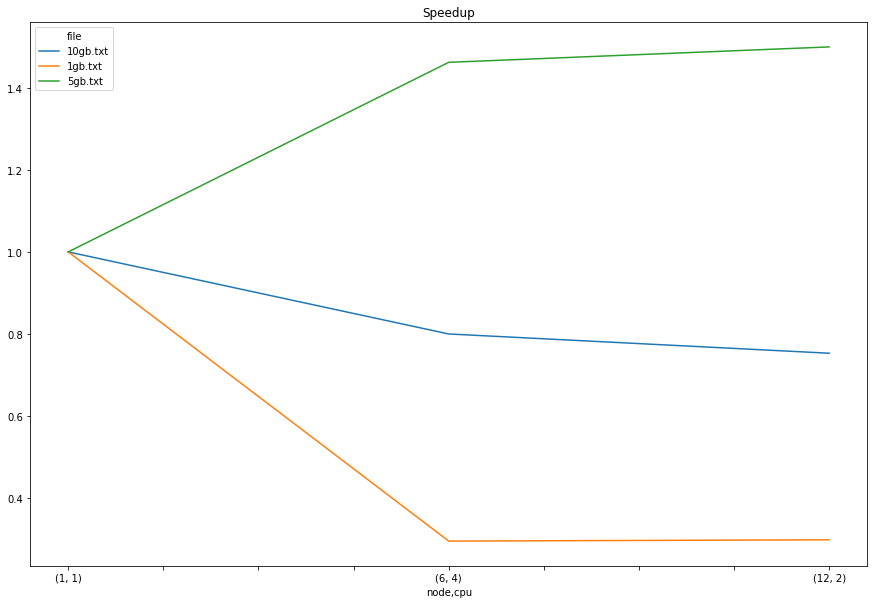 Speedup
file
10gb.txt
1gb.txt
5gb.txt
1.4
1.2
1.0
0.8
0.6
0.4
(1, 1)
(6, 4)
(12, 2)
node,cpu